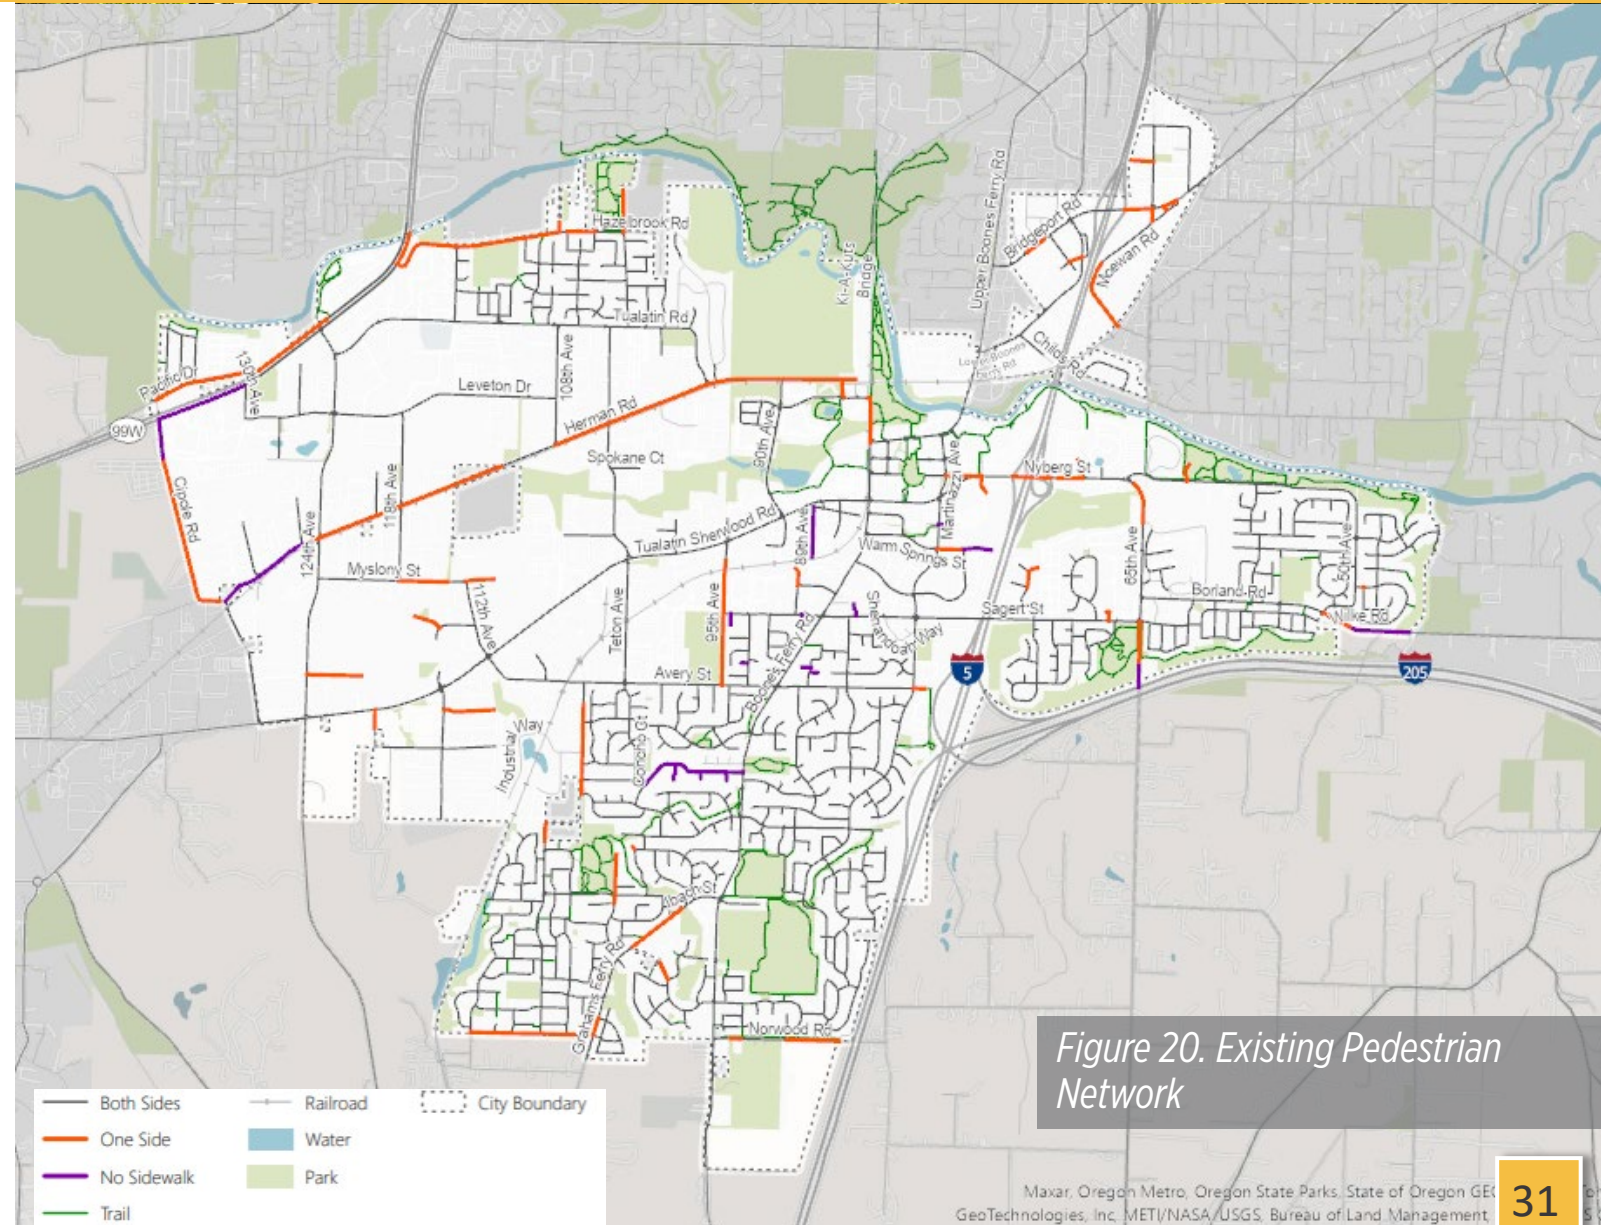 Hazelbrook Rd
Upper Boones Ferry Rd
Bridgeport Rd
Mcewan Rd
Ki-A-Kuts
Bridge
Tualatin Rd
Lower Boones
Ferry Rd
Childs Rd
130th Ave
Pacific Dr
99W
108th Ave
Leveton Dr
Herman Rd
Spokane Ct
90th Ave
Martinazzi Ave
Nyberg St
Cipole Rd
118th Ave
124th Ave
Tualatin Sherwood Rd
89th Ave
Warm Springs St
65th Ave
50th Ave
Myslony St
112th Ave
Teton Ave
95th Ave
Shenandoah Way
Sagert St
Borland Rd
Nilke Rd
Avery St
Boones Ferry Rd
5
205
Industrial Way
Concho Ct
Ibach St
Grahams Ferry Rd
Norwood Rd
Figure 20. Existing Pedestrian
Network
Both Sides
One Side
No Sidewalk
Trail
Railroad
Water
Park
City Boundary
Maxar, Oregon Metro, Oregon State Parks, State of Oregon
GeoTechnologies, Inc, METI/NASA, USGS, Bureau of Land Management,
31